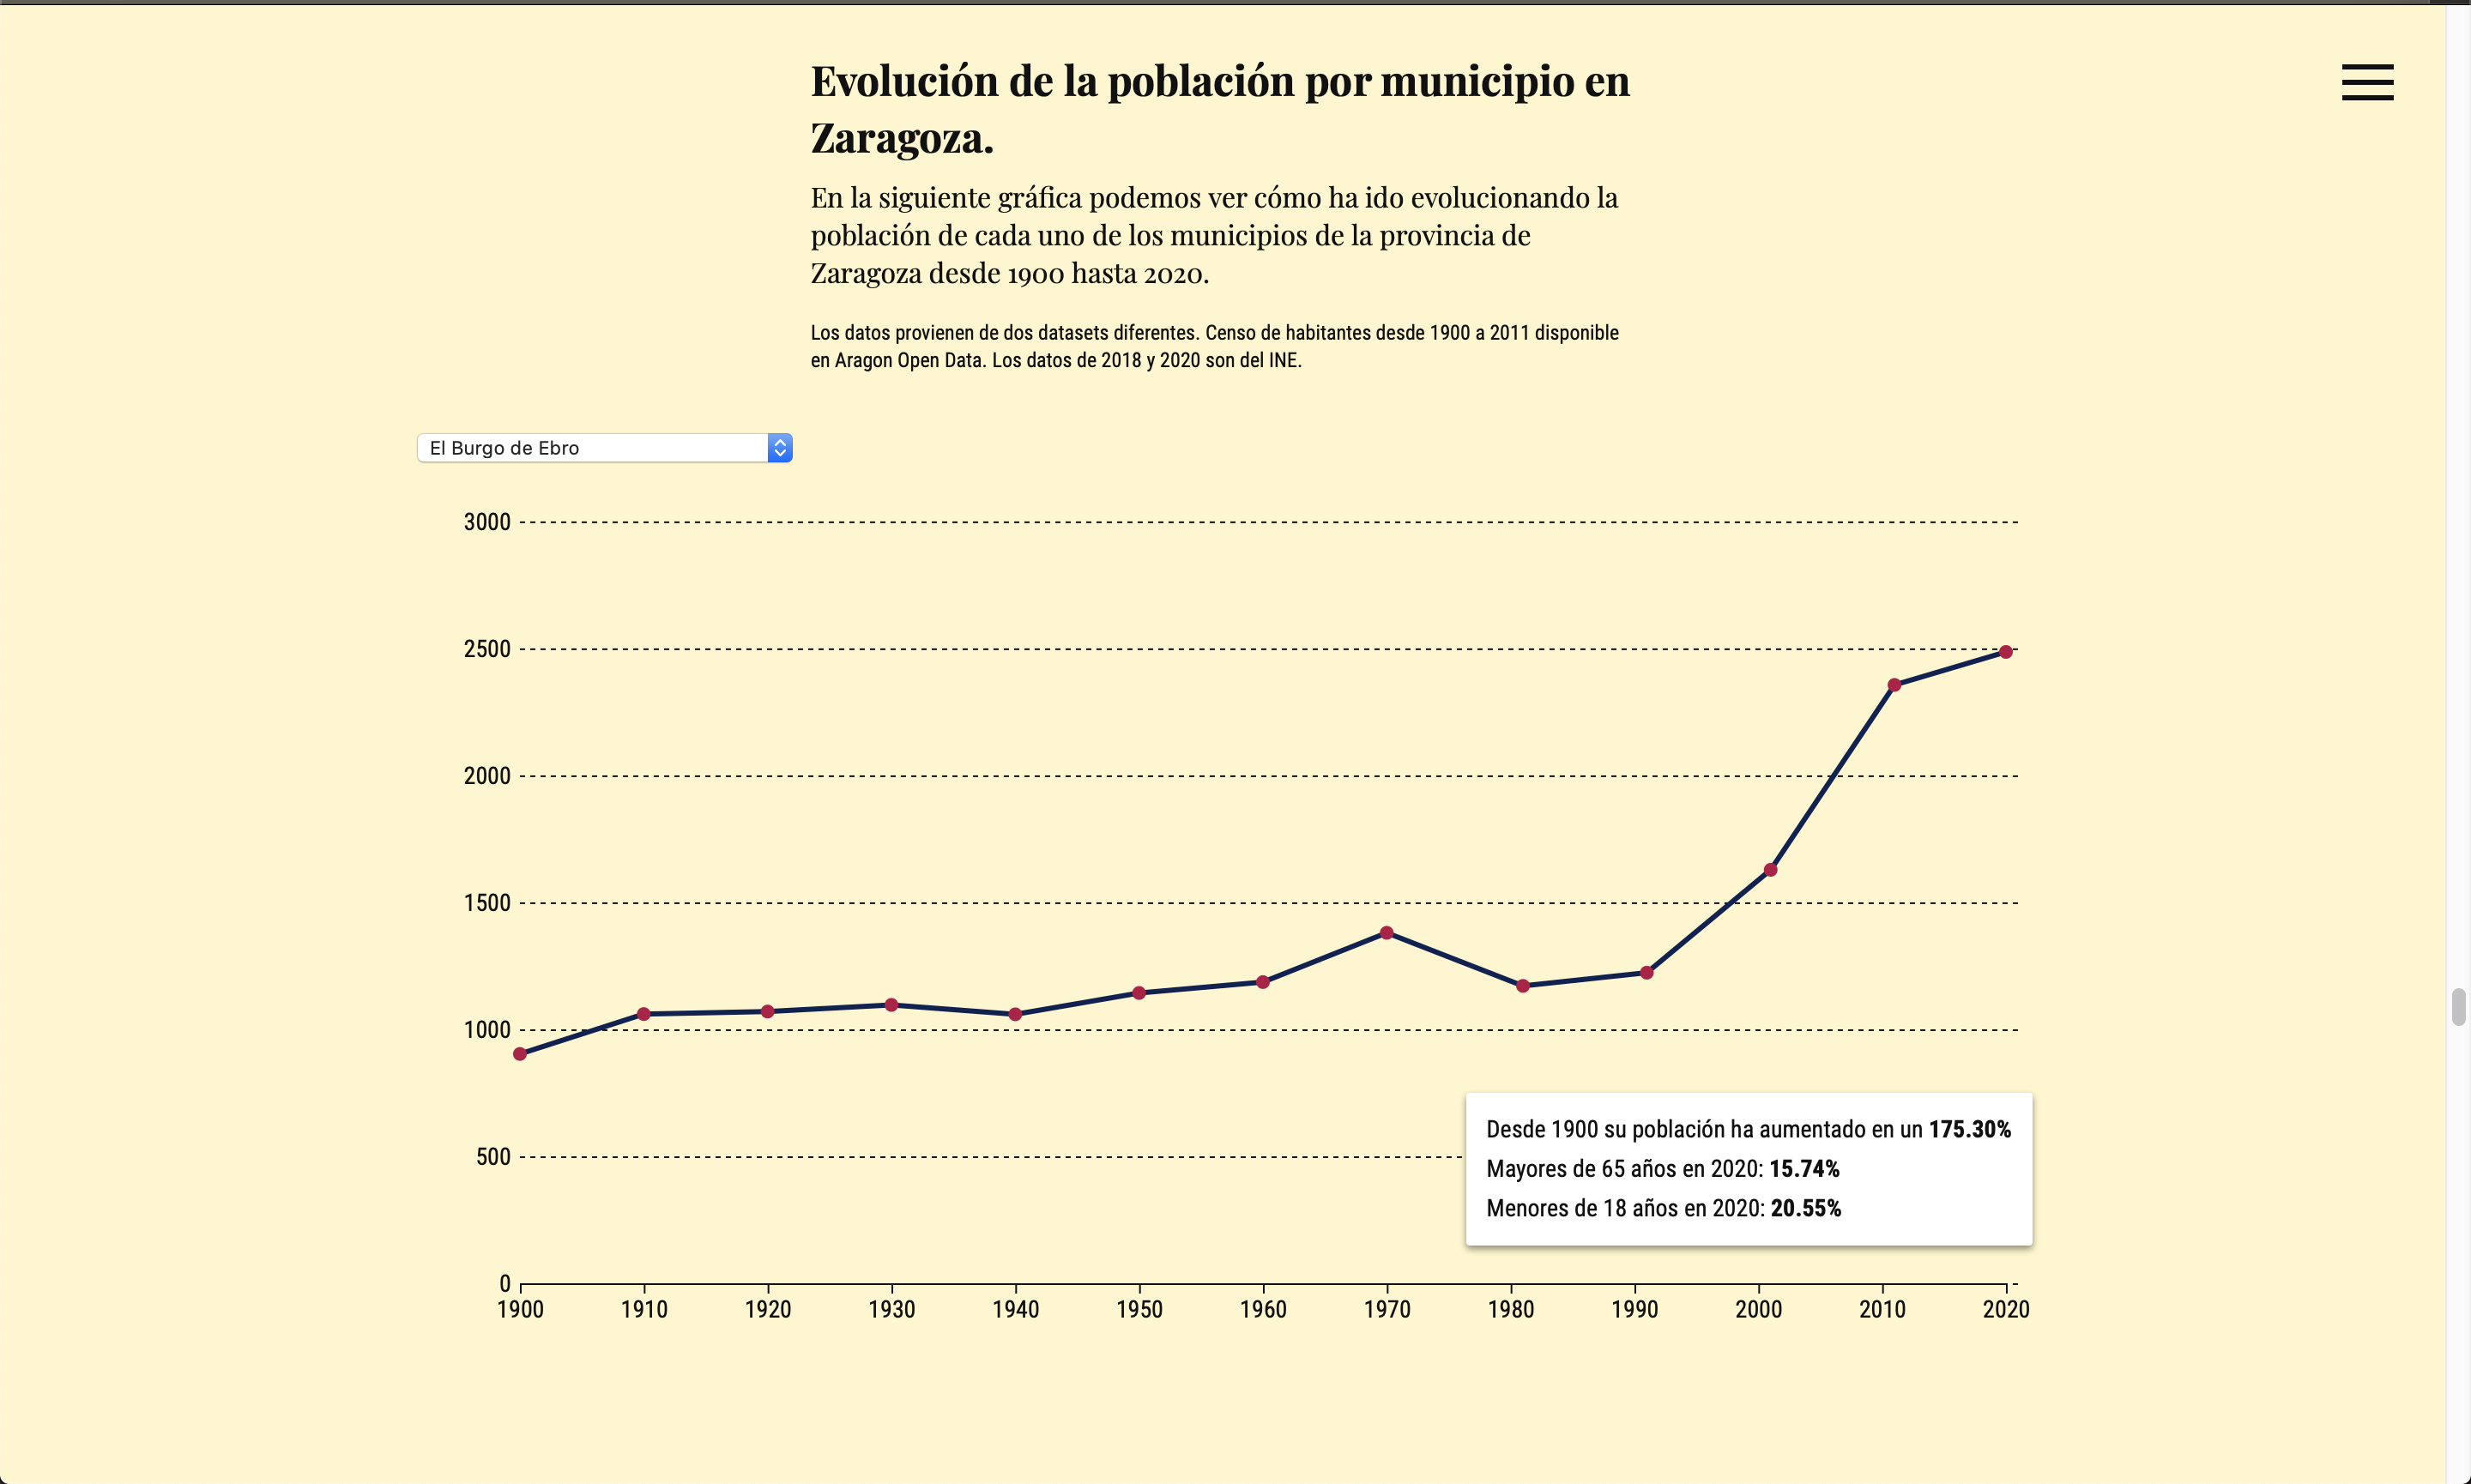 Evolución de la población por municipio en
Zaragoza.
En la siguiente gráfica podemos ver cómo ha ido evolucionando la
población de cada uno de los municipios de la provincia de
Zaragoza desde 1900 hasta 2020.
Los datos provienen de dos datasets diferentes. Censo de habitantes desde 1900 a 2011 disponible
en Aragon Open Data. Los datos de 2018 y 2020 son del INE.
El Burgo de Ebro
3000
2500
2000
1500
1000
500
0
Desde 1900 su población ha aumentado en un 175.30%
Mayores de 65 años en 2020: 15.74%
Menores de 18 años en 2020: 20.55%
1900 1910 1920 1930 1940 1950 1960 1970 1980 1990 2000 2010 2020